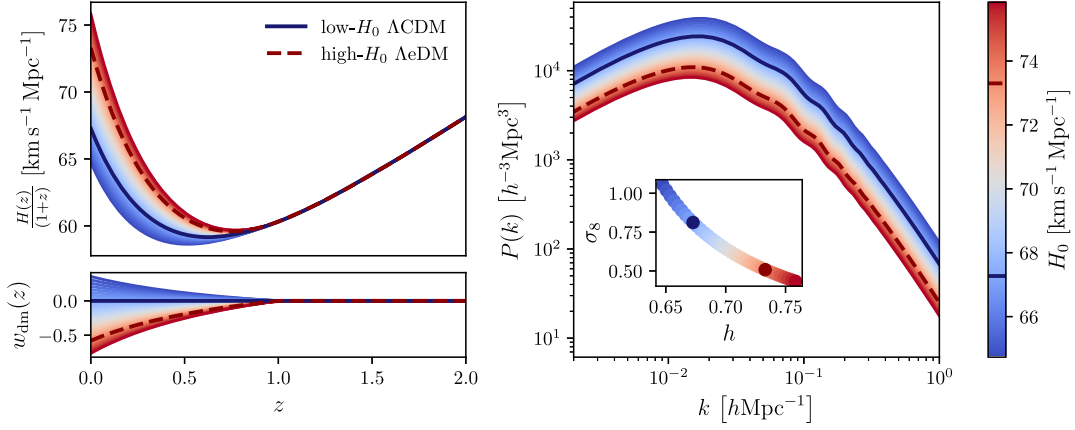 75
70
65
60
H(z)/(1+z) [km s⁻¹ Mpc⁻¹]
low-H₀ ΛCDM
high-H₀ ΛeDM
0.0
−0.5
w_dm(z)
0.0 0.5 1.0 1.5 2.0
z
10⁴
10³
10²
10¹
P(k) [h⁻³Mpc³]
1.00
0.75
0.50
σ₈
0.65 0.70 0.75
h
10⁻² 10⁻¹ 10⁰
k [hMpc⁻¹]
74
72
70
68
66
H₀ [km s⁻¹ Mpc⁻¹]